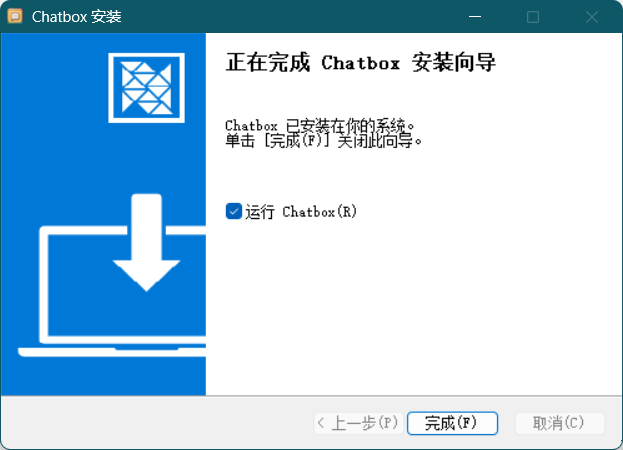 Chatbox 安装
正在完成 Chatbox 安装向导
Chatbox 已安装在你的系统。
单击 [完成(F)] 关闭此向导。
运行 Chatbox(R)
< 上一步(P)
完成(F)
取消(C)